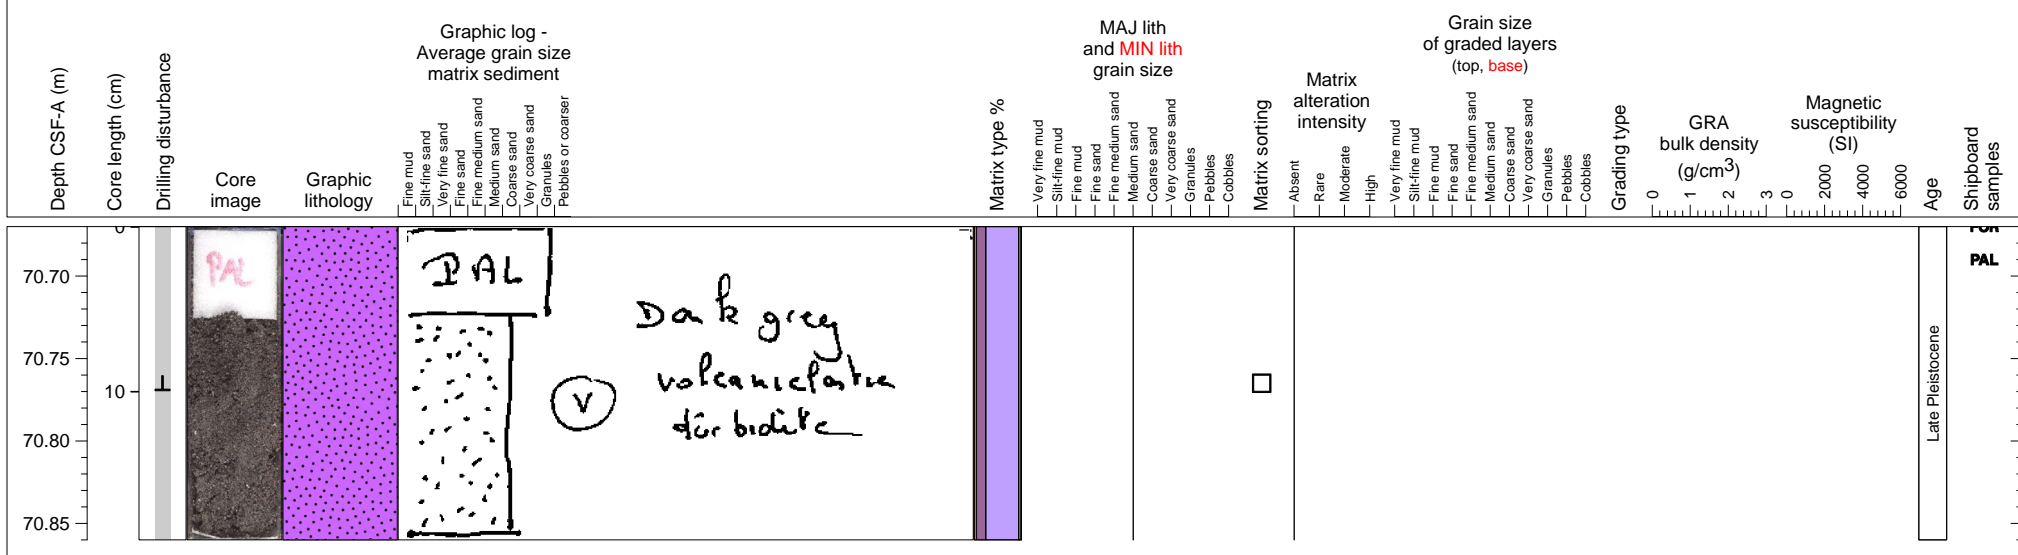 Depth CSF-A (m)
Core length (cm)
Drilling disturbance
Core
image
Graphic
lithology
Graphic log -
Average grain size
matrix sediment
Fine mud
Silt-fine sand
Very fine sand
Fine sand
Fine medium sand
Medium sand
Coarse sand
Very coarse sand
Granules
Pebbles or coarser
Matrix type %
MAJ lith
and MIN lith
grain size
Very fine mud
Silt-fine mud
Fine mud
Fine sand
Fine medium sand
Medium sand
Coarse sand
Very coarse sand
Granules
Pebbles
Cobbles
Matrix sorting
Matrix
alteration
intensity
Absent
Rare
Moderate
High
Grain size
of graded layers
(top, base)
Very fine mud
Silt-fine mud
Fine mud
Fine sand
Fine medium sand
Medium sand
Coarse sand
Very coarse sand
Granules
Pebbles
Cobbles
Grading type
GRA
bulk density
(g/cm3)
0 1 2 3
Magnetic
susceptibility
(SI)
0 2000 4000 6000
Age
Shipboard
samples
0
10
70.70
70.75
70.80
70.85
PAL
PAL
V
Dark grey
volcaniclastic
turbidite
Late Pleistocene
PAL